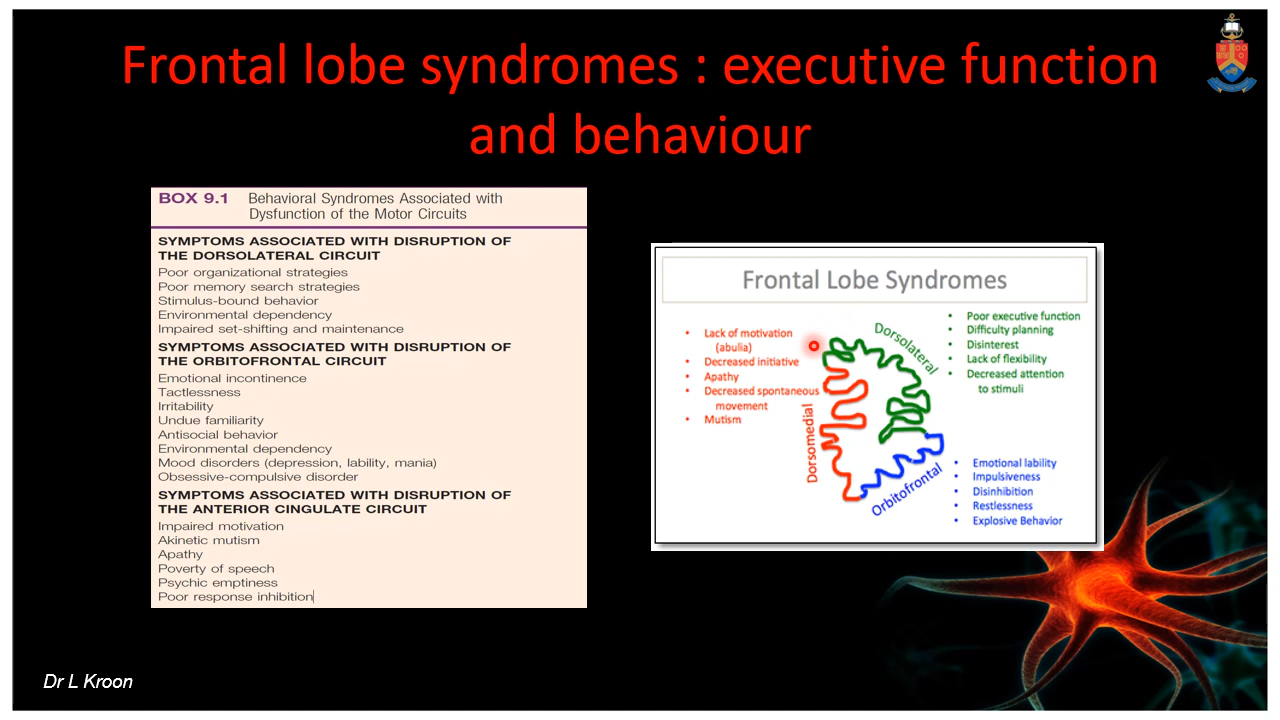 Frontal lobe syndromes : executive function
and behaviour
BOX 9.1 Behavioral Syndromes Associated with
Dysfunction of the Motor Circuits
SYMPTOMS ASSOCIATED WITH DISRUPTION OF
THE DORSOLATERAL CIRCUIT
Poor organizational strategies
Poor memory search strategies
Stimulus-bound behavior
Environmental dependency
Impaired set-shifting and maintenance
SYMPTOMS ASSOCIATED WITH DISRUPTION OF
THE ORBITOFRONTAL CIRCUIT
Emotional incontinence
Tactlessness
Irritability
Undue familiarity
Antisocial behavior
Environmental dependency
Mood disorders (depression, lability, mania)
Obsessive-compulsive disorder
SYMPTOMS ASSOCIATED WITH DISRUPTION OF
THE ANTERIOR CINGULATE CIRCUIT
Impaired motivation
Akinetic mutism
Apathy
Poverty of speech
Psychic emptiness
Poor response inhibition
Frontal Lobe Syndromes
• Lack of motivation
(abulia)
• Decreased initiative
• Apathy
• Decreased spontaneous
movement
• Mutism
Dorsomedial
Dorsolateral
• Poor executive function
• Difficulty planning
• Disinterest
• Lack of flexibility
• Decreased attention
to stimuli
Orbitofrontal
• Emotional lability
• Impulsiveness
• Disinhibition
• Restlessness
• Explosive Behavior
Dr L Kroon